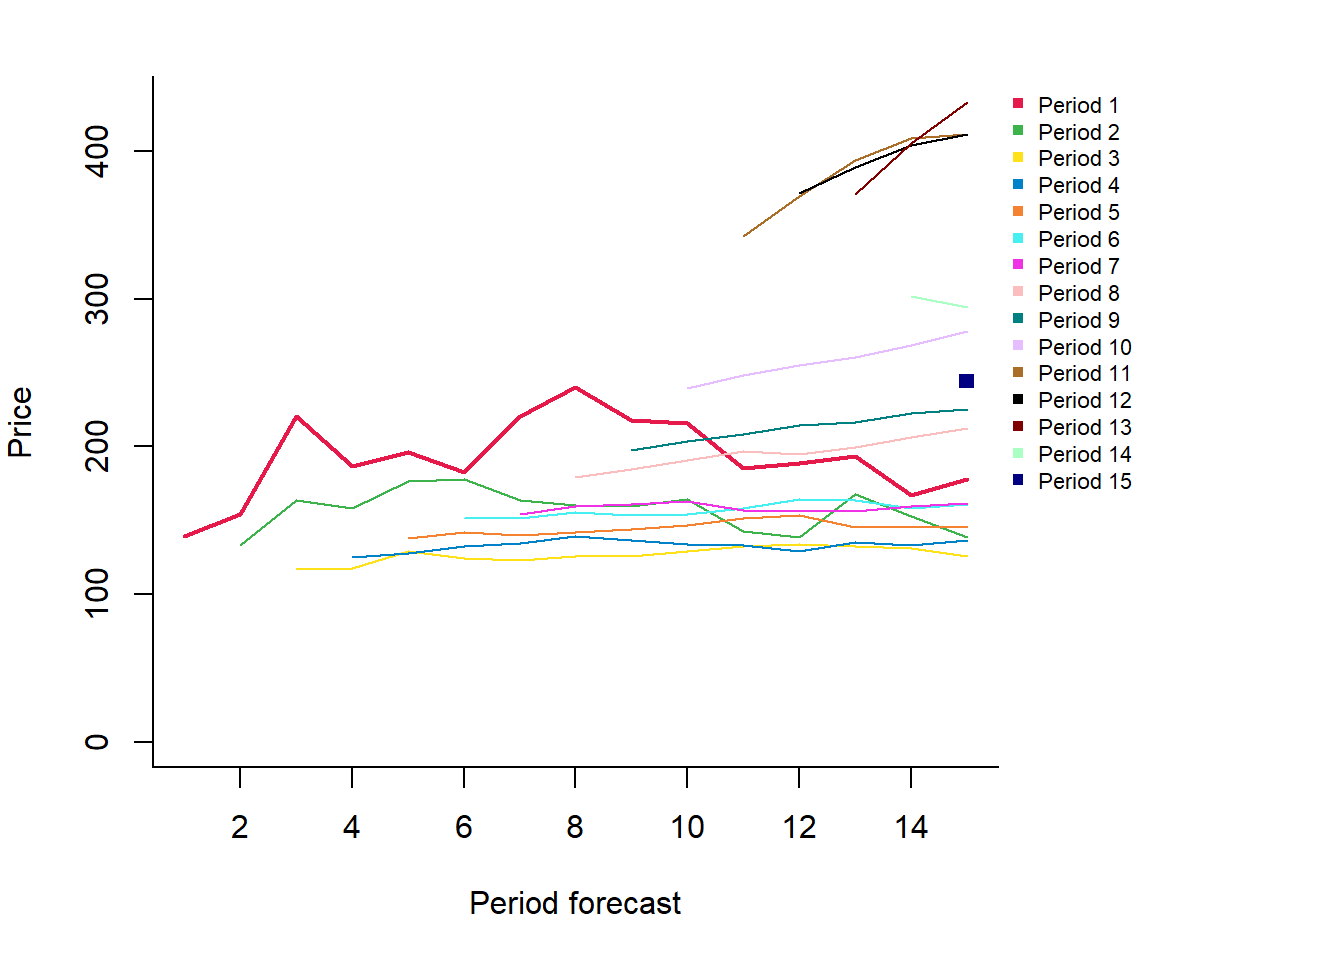 400
300
200
100
0
Price
2 4 6 8 10 12 14
Period forecast
Period 1
Period 2
Period 3
Period 4
Period 5
Period 6
Period 7
Period 8
Period 9
Period 10
Period 11
Period 12
Period 13
Period 14
Period 15